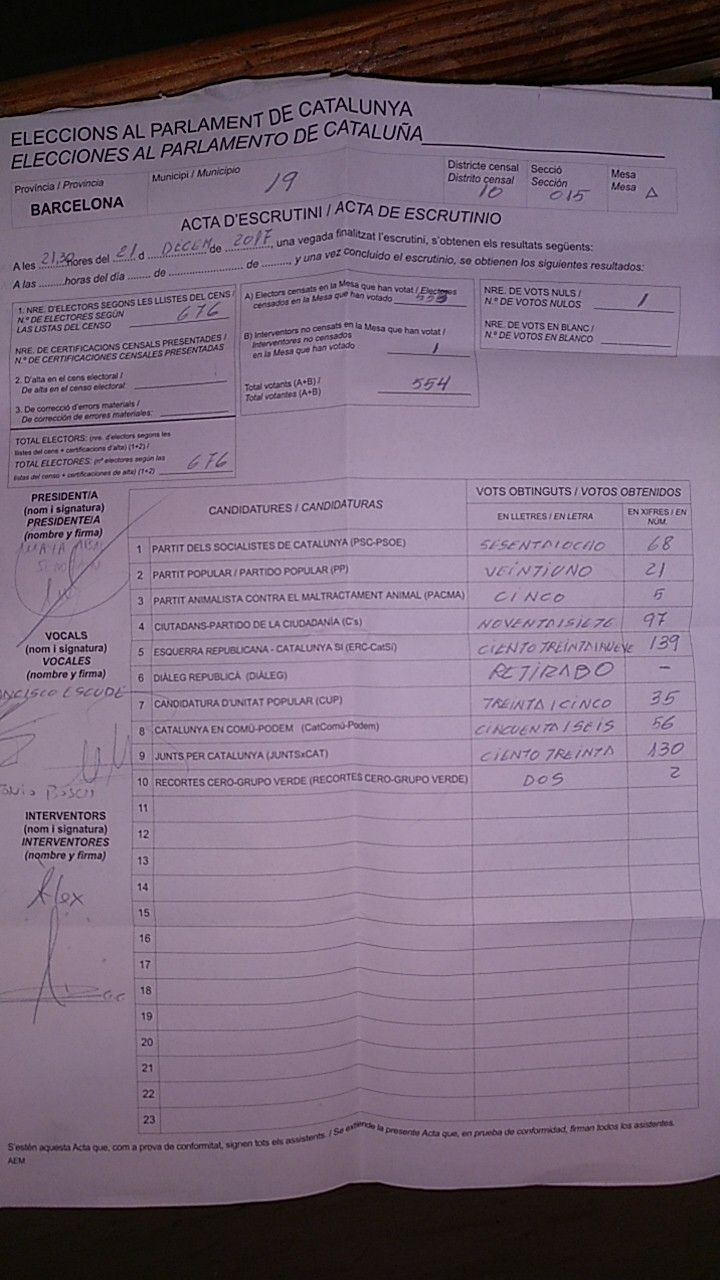 ELECCIONS AL PARLAMENT DE CATALUNYA
ELECCIONES AL PARLAMENTO DE CATALUÑA
Província / Provincia
BARCELONA
Municipi / Municipio
19
Districte censal
Distrito censal
10
Secció
Sección
015
Mesa
Mesa
A
ACTA D'ESCRUTINI / ACTA DE ESCRUTINIO
A les 21,30 hores del 21 d DECEM de 2017, una vegada finalitzat l'escrutini, s'obtenen els resultats següents:
A las ........horas del día ....... de ....................... de ........, y una vez concluido el escrutinio, se obtienen los siguientes resultados:
1. NRE. D'ELECTORS SEGONS LES LLISTES DEL CENS /
N.º DE ELECTORES SEGÚN
LAS LISTAS DEL CENSO 676
NRE. DE CERTIFICACIONS CENSALS PRESENTADES /
N.º DE CERTIFICACIONES CENSALES PRESENTADAS
2. D'alta en el cens electoral /
De alta en el censo electoral:
3. De correcció d'errors materials /
De corrección de errores materiales:
TOTAL ELECTORS: (nre. d'electors segons les
llistes del cens + certificacions d'alta) (1+2) /
TOTAL ELECTORES: (nº electores según las
listas del censo + certificaciones de alta) (1+2) 676
A) Electors censats en la Mesa que han votat / Electores
censados en la Mesa que han votado 553
B) Interventors no censats en la Mesa que han votat /
Interventores no censados
en la Mesa que han votado 1
Total votants (A+B) /
Total votantes (A+B) 554
NRE. DE VOTS NULS /
N.º DE VOTOS NULOS 1
NRE. DE VOTS EN BLANC /
N.º DE VOTOS EN BLANCO
PRESIDENT/A
(nom i signatura)
PRESIDENTE/A
(nombre y firma)
VOCALS
(nom i signatura)
VOCALES
(nombre y firma)
NCISCO ESCUDE
BOSCH
INTERVENTORS
(nom i signatura)
INTERVENTORES
(nombre y firma)
Alex
CANDIDATURES / CANDIDATURAS
VOTS OBTINGUTS / VOTOS OBTENIDOS
EN LLETRES / EN LETRA
EN XIFRES / EN NÚM.
1 PARTIT DELS SOCIALISTES DE CATALUNYA (PSC-PSOE) SESENTAIOCHO 68
2 PARTIT POPULAR / PARTIDO POPULAR (PP) VEINTIUNO 21
3 PARTIT ANIMALISTA CONTRA EL MALTRACTAMENT ANIMAL (PACMA) CINCO 5
4 CIUTADANS-PARTIDO DE LA CIUDADANÍA (C's) NOVENTAISIETE 97
5 ESQUERRA REPUBLICANA - CATALUNYA SÍ (ERC-CatSí) CIENTO TREINTAINUEVE 139
6 DIÀLEG REPUBLICÀ (DIÀLEG) RETIRADO -
7 CANDIDATURA D'UNITAT POPULAR (CUP) TREINTAICINCO 35
8 CATALUNYA EN COMÚ-PODEM (CatComú-Podem) CINCUENTAISEIS 56
9 JUNTS PER CATALUNYA (JUNTSxCAT) CIENTO TREINTA 130
10 RECORTES CERO-GRUPO VERDE (RECORTES CERO-GRUPO VERDE) DOS 2
11
12
13
14
15
16
17
18
19
20
21
22
23
S'estén aquesta Acta que, com a prova de conformitat, signen tots els assistents. / Se extiende la presente Acta que, en prueba de conformidad, firman todos los asistentes.
AEM